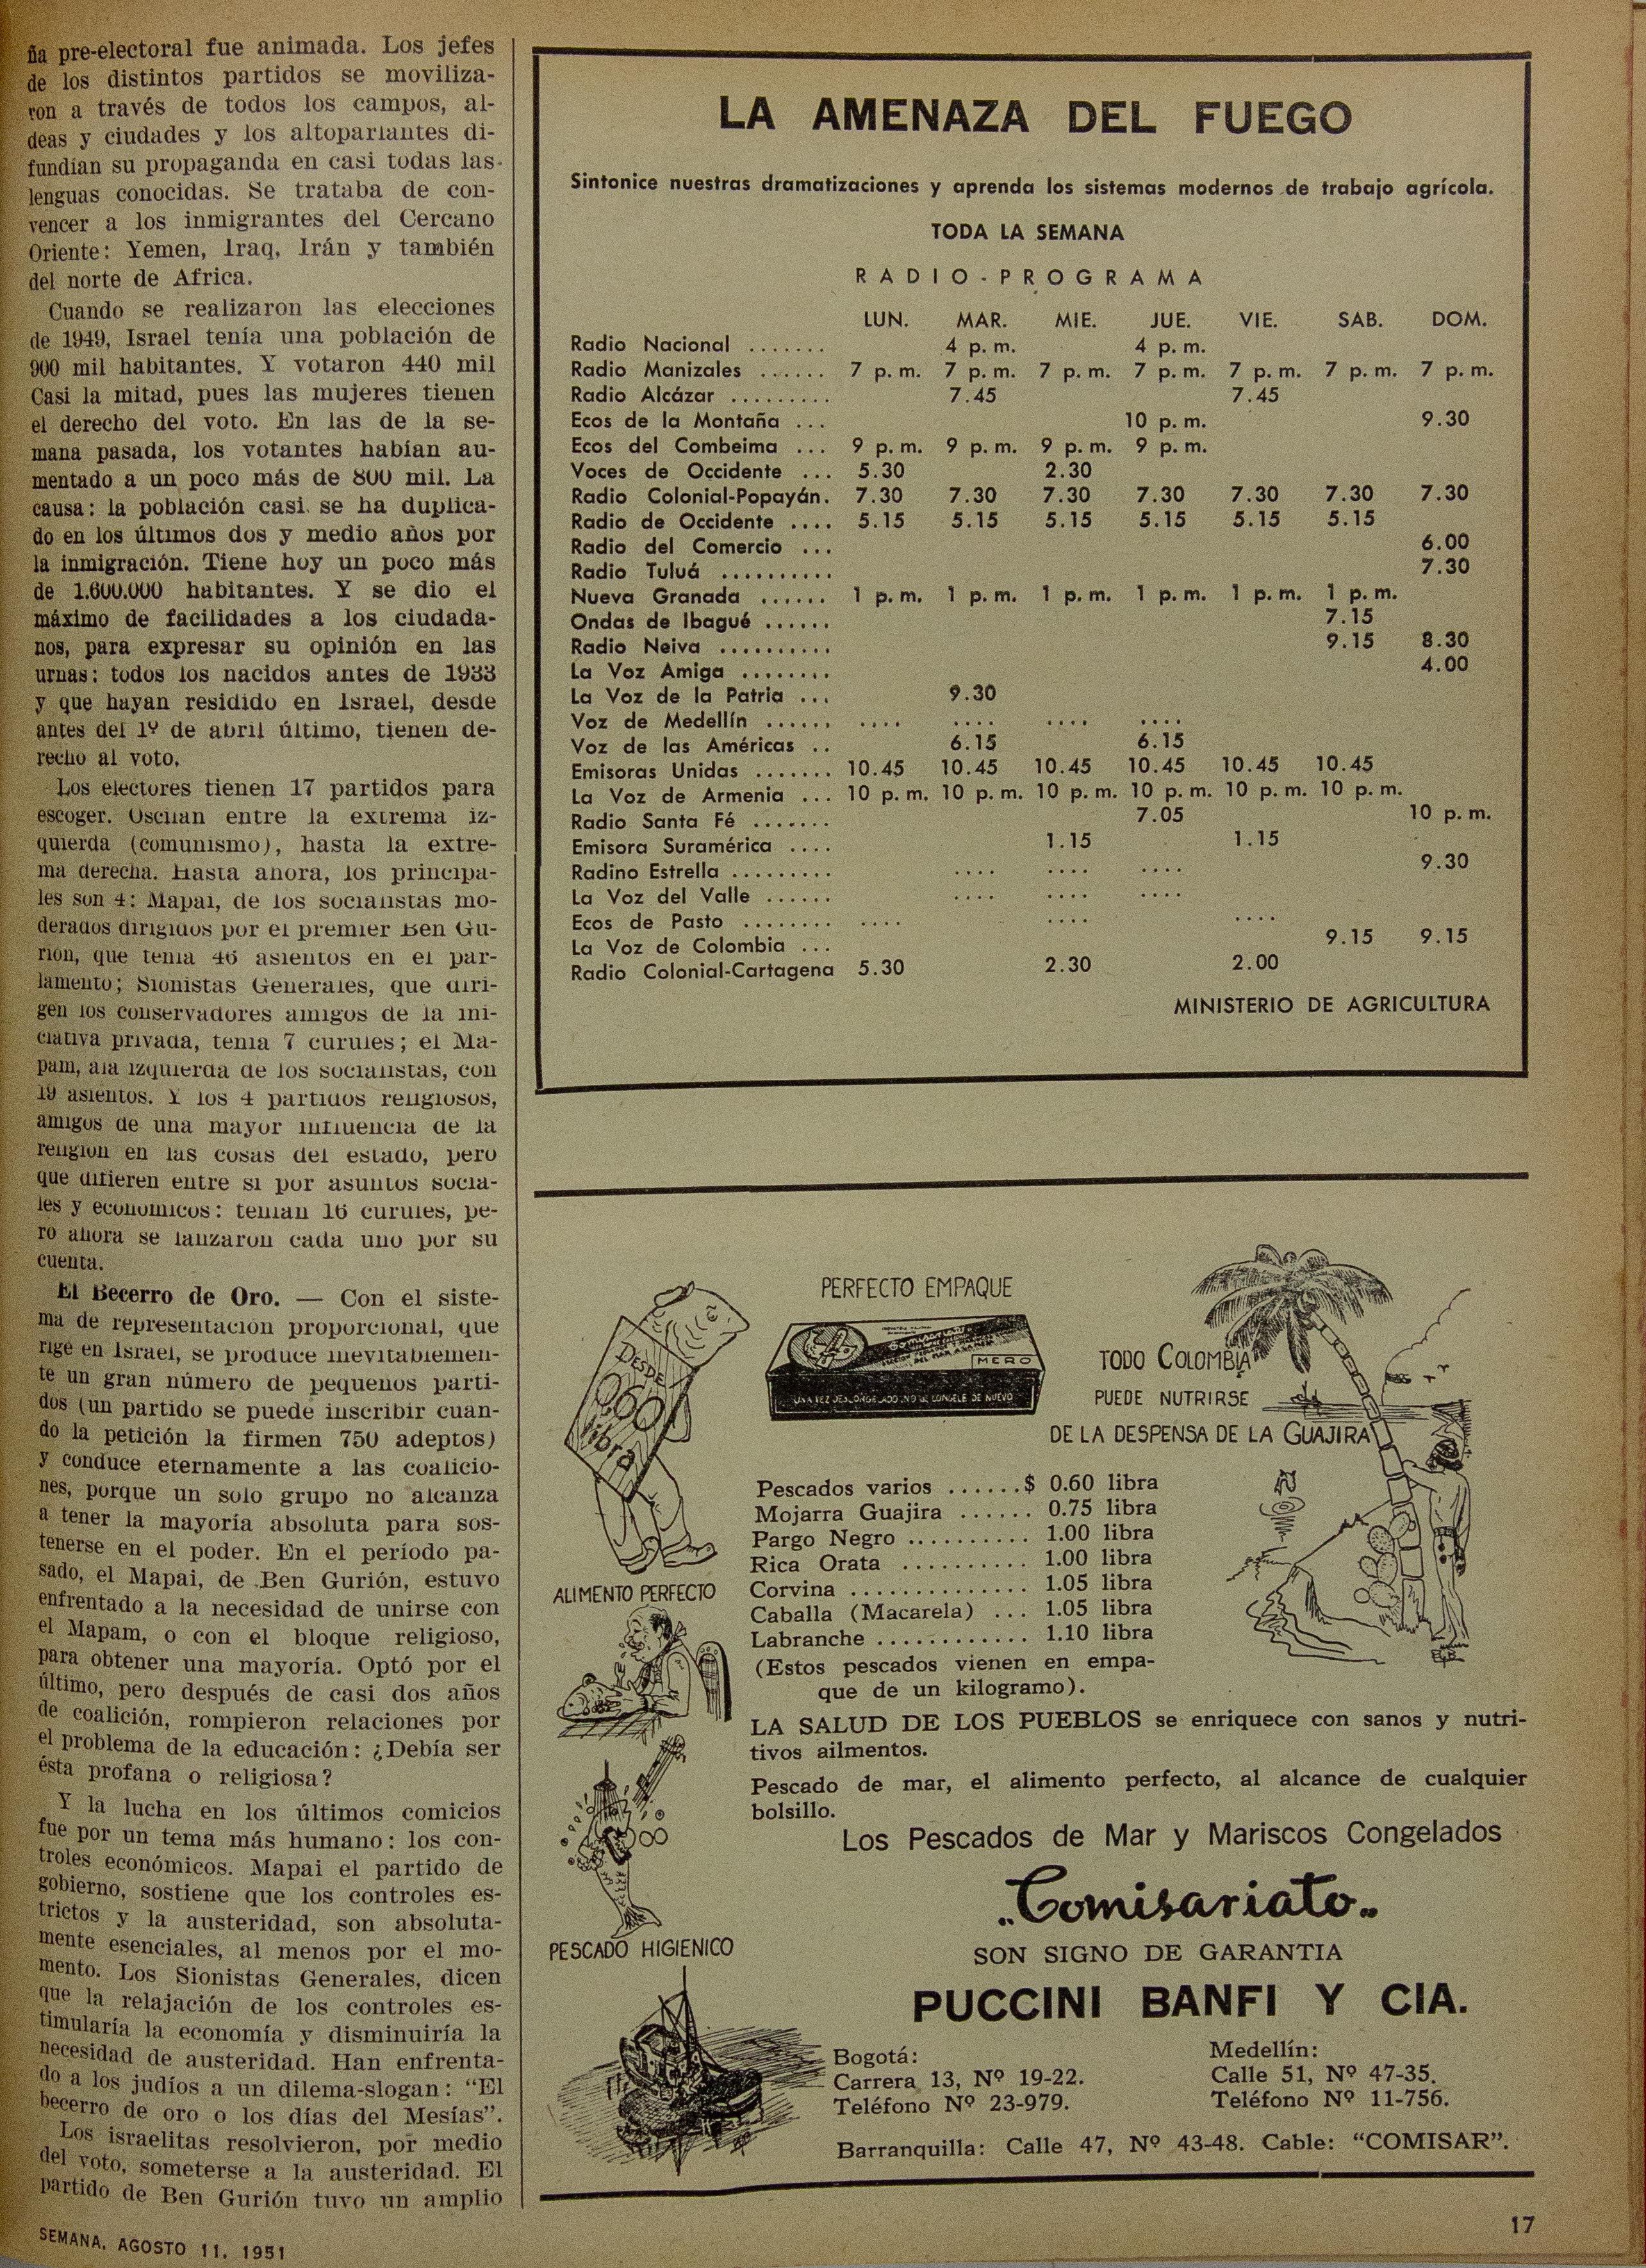 ña pre-electoral fue animada. Los jefes
de los distintos partidos se moviliza-
ron a través de todos los campos, al-
deas y ciudades y los altoparlantes di-
fundían su propaganda en casi todas las
lenguas conocidas. Se trataba de con-
vencer a los inmigrantes del Cercano
Oriente: Yemen, Iraq, Irán y también
del norte de Africa.
Cuando se realizaron las elecciones
de 1949, Israel tenía una población de
900 mil habitantes. Y votaron 440 mil
Casi la mitad, pues las mujeres tienen
el derecho del voto. En las de la se-
mana pasada, los votantes habían au-
mentado a un poco más de 800 mil. La
causa: la población casi se ha duplica-
do en los últimos dos y medio años por
la inmigración. Tiene hoy un poco más
de 1.600.000 habitantes. Y se dio el
máximo de facilidades a los ciudada-
nos, para expresar su opinión en las
urnas: todos los nacidos antes de 1933
y que hayan residido en Israel, desde
antes del 1º de abril último, tienen de-
recho al voto.
Los electores tienen 17 partidos para
escoger. Oscilan entre la extrema iz-
quierda (comunismo), hasta la extre-
ma derecha. Hasta ahora, los principa-
les son 4: Mapai, de los socialistas mo-
derados dirigidos por el premier Ben Gu-
rión, que tenía 46 asientos en el par-
lamento; Sionistas Generales, que diri-
gen los conservadores amigos de la ini-
ciativa privada, tenía 7 curules; el Ma-
pam, ala izquierda de los socialistas, con
19 asientos. Y los 4 partidos religiosos,
amigos de una mayor influencia de la
religión en las cosas del estado, pero
que difieren entre sí por asuntos socia-
les y económicos: tenían 16 curules, pe-
ro ahora se lanzaron cada uno por su
cuenta.
El Becerro de Oro. — Con el siste-
ma de representación proporcional, que
rige en Israel, se produce inevitablemen-
te un gran número de pequeños parti-
dos (un partido se puede inscribir cuan-
do la petición la firmen 750 adeptos)
y conduce eternamente a las coalicio-
nes, porque un solo grupo no alcanza
a tener la mayoría absoluta para sos-
tenerse en el poder. En el período pa-
sado, el Mapai, de Ben Gurión, estuvo
enfrentado a la necesidad de unirse con
el Mapam, o con el bloque religioso,
para obtener una mayoría. Optó por el
último, pero después de casi dos años
de coalición, rompieron relaciones por
el problema de la educación: ¿Debía ser
ésta profana o religiosa?
Y la lucha en los últimos comicios
fue por un tema más humano: los con-
troles económicos. Mapai el partido de
gobierno, sostiene que los controles es-
trictos y la austeridad, son absoluta-
mente esenciales, al menos por el mo-
mento. Los Sionistas Generales, dicen
que la relajación de los controles es-
timularía la economía y disminuiría la
necesidad de austeridad. Han enfrenta-
do a los judíos a un dilema-slogan: "El
becerro de oro o los días del Mesías".
Los israelitas resolvieron, por medio
del voto, someterse a la austeridad. El
partido de Ben Gurión tuvo un amplio
LA AMENAZA DEL FUEGO
Sintonice nuestras dramatizaciones y aprenda los sistemas modernos de trabajo agrícola.
TODA LA SEMANA
RADIO-PROGRAMA
LUN. MAR. MIE. JUE. VIE. SAB. DOM.
Radio Nacional ....... 4 p. m. 4 p. m.
Radio Manizales ...... 7 p. m. 7 p. m. 7 p. m. 7 p. m. 7 p. m. 7 p. m. 7 p. m.
Radio Alcázar ......... 7.45 7.45
Ecos de la Montaña ... 10 p. m. 9.30
Ecos del Combeima ... 9 p. m. 9 p. m. 9 p. m. 9 p. m.
Voces de Occidente ... 5.30 2.30
Radio Colonial-Popayán. 7.30 7.30 7.30 7.30 7.30 7.30 7.30
Radio de Occidente .... 5.15 5.15 5.15 5.15 5.15 5.15
Radio del Comercio ... 6.00
Radio Tuluá .......... 7.30
Nueva Granada ...... 1 p. m. 1 p. m. 1 p. m. 1 p. m. 1 p. m. 1 p. m.
Ondas de Ibagué ...... 7.15
Radio Neiva .......... 9.15 8.30
La Voz Amiga ........ 4.00
La Voz de la Patria ... 9.30
Voz de Medellín ...... .... .... .... ....
Voz de las Américas .. 6.15 6.15
Emisoras Unidas ....... 10.45 10.45 10.45 10.45 10.45 10.45
La Voz de Armenia ... 10 p. m. 10 p. m. 10 p. m. 10 p. m. 10 p. m. 10 p. m.
Radio Santa Fé ....... 7.05 10 p. m.
Emisora Suramérica .... 1.15 1.15
Radino Estrella ......... .... .... .... 9.30
La Voz del Valle ...... .... .... ....
Ecos de Pasto ........ .... .... ....
La Voz de Colombia ... 9.15 9.15
Radio Colonial-Cartagena 5.30 2.30 2.00
MINISTERIO DE AGRICULTURA
DESDE
060
libra
PERFECTO EMPAQUE
MERO
UNA VEZ DESCONGELADO NO SE CONGELE DE NUEVO
TODO COLOMBIA
PUEDE NUTRIRSE
DE LA DESPENSA DE LA GUAJIRA
ALIMENTO PERFECTO
PESCADO HIGIENICO
Pescados varios ......$ 0.60 libra
Mojarra Guajira ...... 0.75 libra
Pargo Negro .......... 1.00 libra
Rica Orata .......... 1.00 libra
Corvina .............. 1.05 libra
Caballa (Macarela) ... 1.05 libra
Labranche ............ 1.10 libra
(Estos pescados vienen en empa-
que de un kilogramo).
LA SALUD DE LOS PUEBLOS se enriquece con sanos y nutri-
tivos ailmentos.
Pescado de mar, el alimento perfecto, al alcance de cualquier
bolsillo.
Los Pescados de Mar y Mariscos Congelados
"Comisariato"
SON SIGNO DE GARANTIA
PUCCINI BANFI Y CIA.
Bogotá:
Carrera 13, Nº 19-22.
Teléfono Nº 23-979.
Medellín:
Calle 51, Nº 47-35.
Teléfono Nº 11-756.
Barranquilla: Calle 47, Nº 43-48. Cable: "COMISAR".
SEMANA, AGOSTO 11, 1951
17